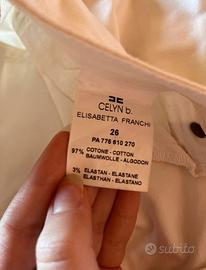 CELYN b.
ELISABETTA FRANCHI
26
PA 776 610 270
97% COTONE - COTTON
BAUMWOLLE - ALGODON
3% ELASTAN - ELASTANE
ELASTHAN - ELASTANO
subito